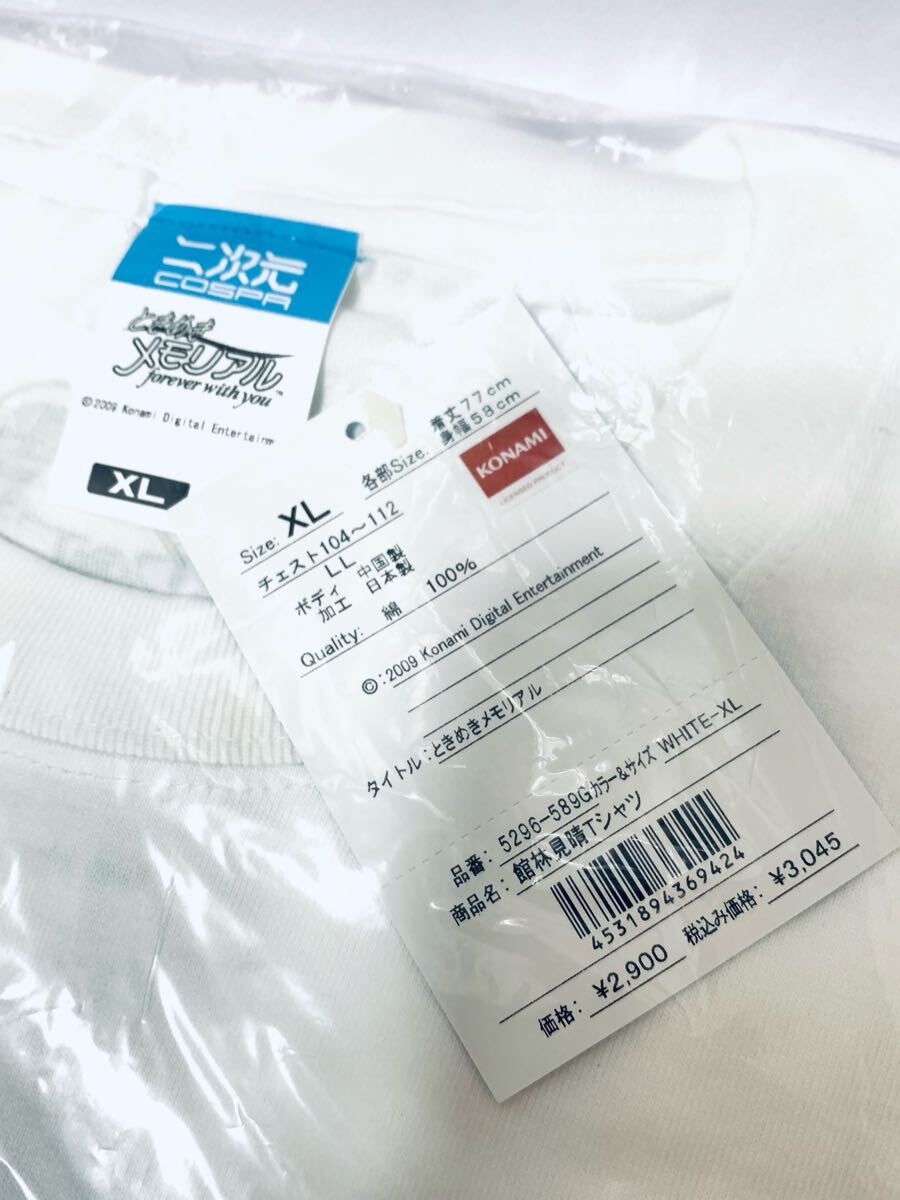 二次元
COSPA
ときめき
メモリアル
forever with you™
©2009 Konami Digital Entertainm
XL
Size: XL
各部Size: 着丈77cm
身幅58cm
KONAMI
LICENSED PRODUCT
チェスト104～112
LL
ボディ 中国製
加工 日本製
Quality: 綿 100%
©:2009 Konami Digital Entertainment
タイトル:ときめきメモリアル
品番: 5296-589G カラー&サイズ WHITE-XL
商品名: 館林見晴Tシャツ
4531894369424
価格: ¥2,900 税込み価格: ¥3,045